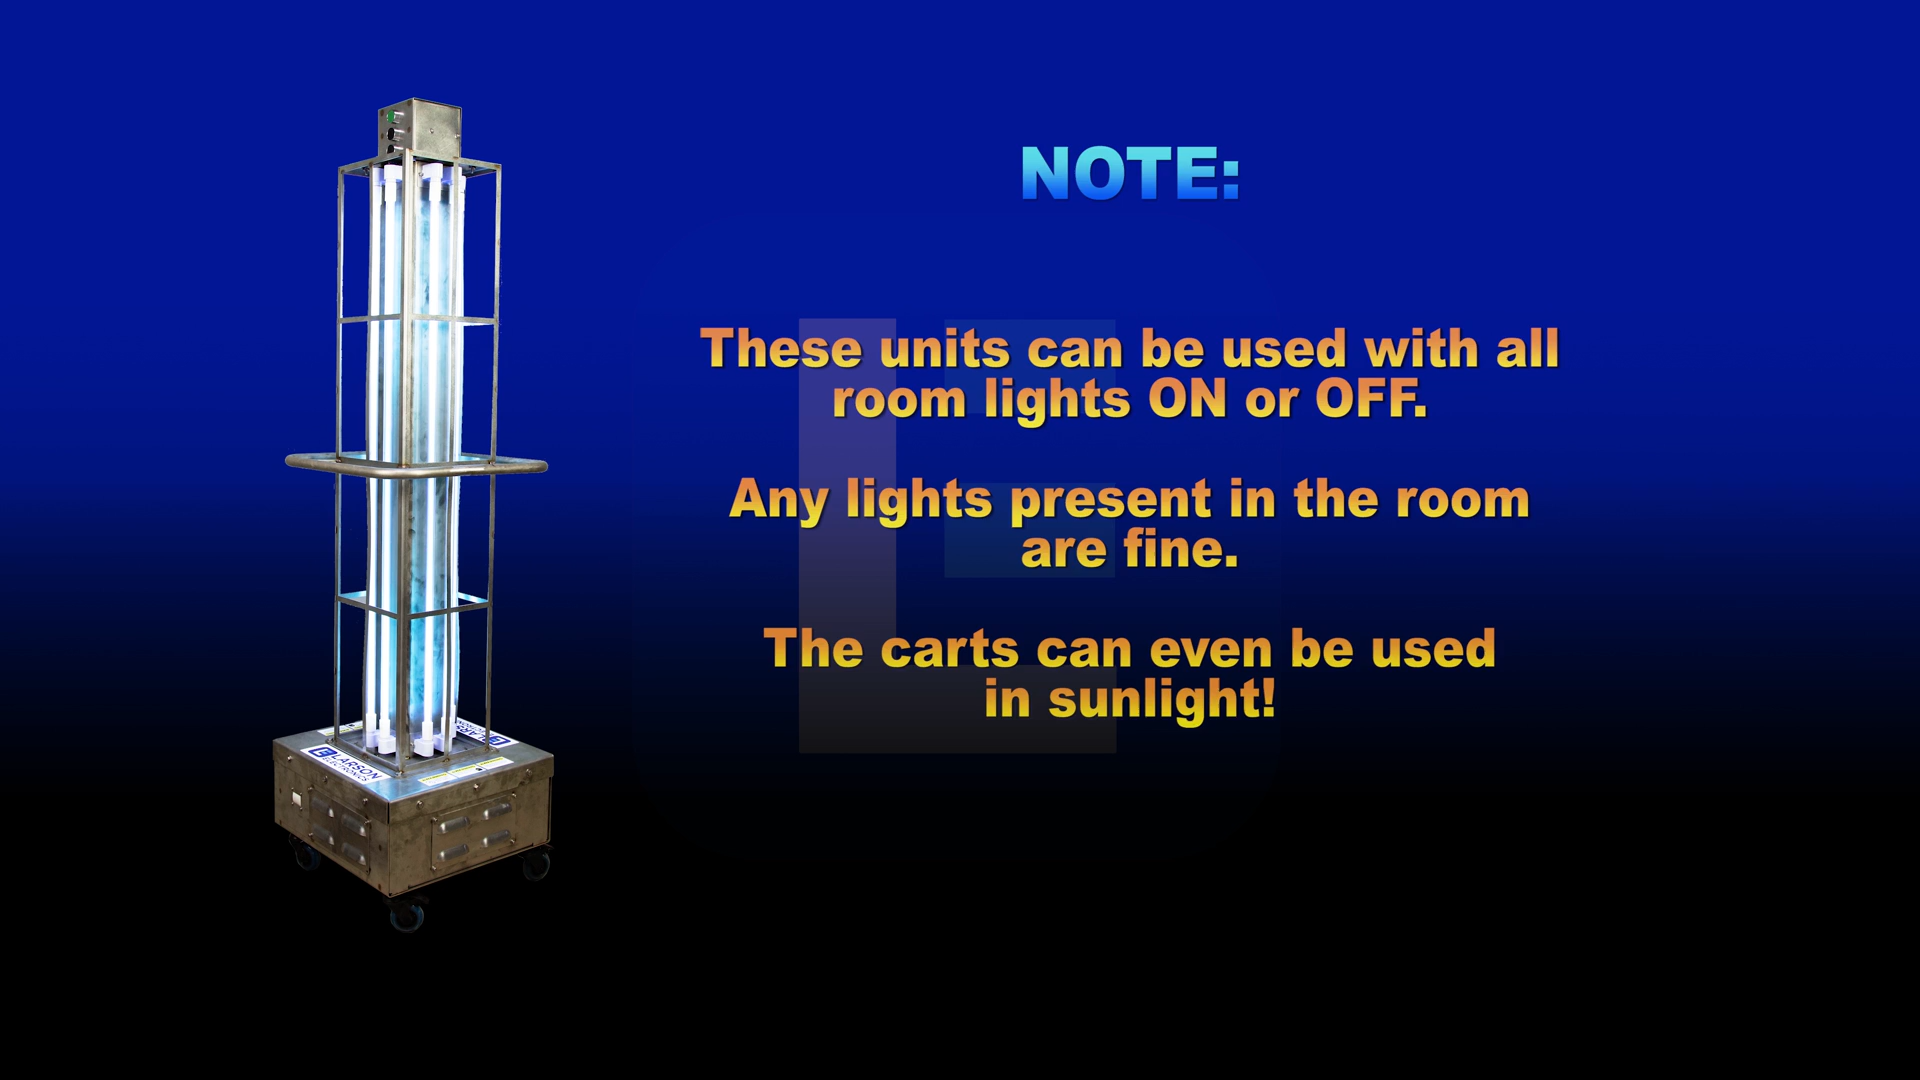 NOTE:
These units can be used with all
room lights ON or OFF.
Any lights present in the room
are fine.
The carts can even be used
in sunlight!
LARSON
ELECTRONICS